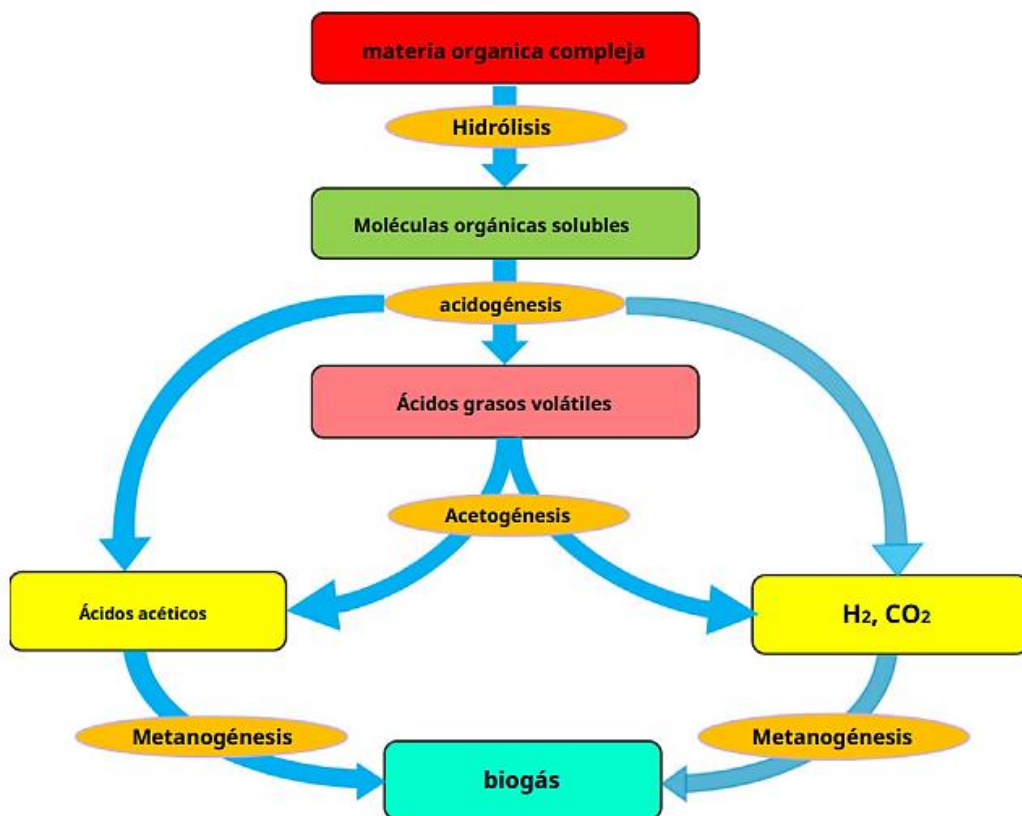 materia organica compleja
Hidrólisis
Moléculas orgánicas solubles
acidogénesis
Ácidos grasos volátiles
Acetogénesis
Ácidos acéticos
H₂, CO₂
Metanogénesis
Metanogénesis
biogás